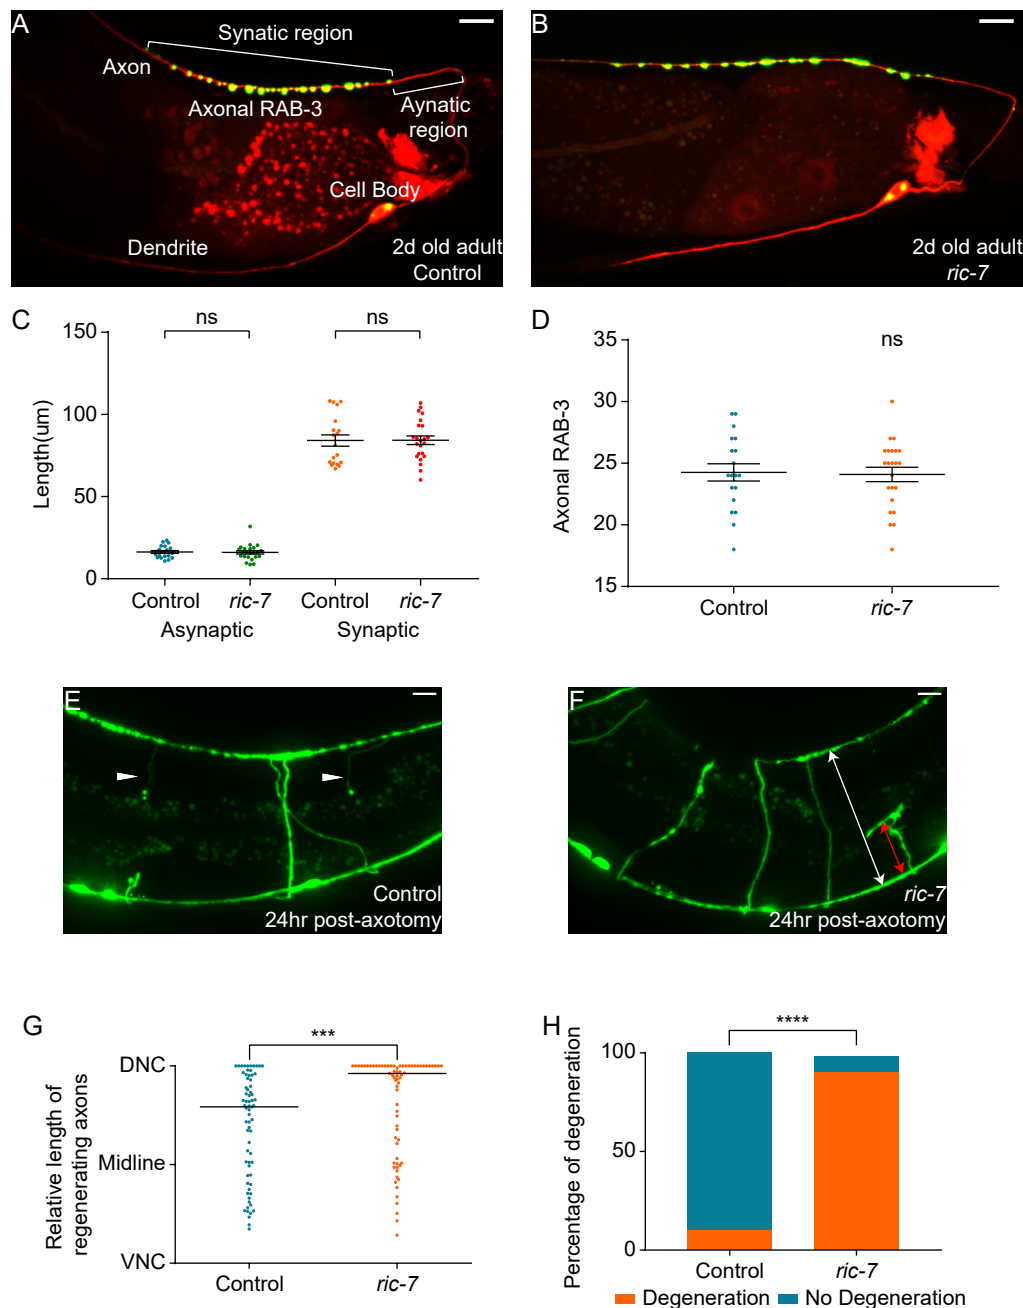 A
Synatic region
Axon
Axonal RAB-3
Aynatic
region
Cell Body
Dendrite
2d old adult
Control
B
2d old adult
ric-7
C
ns
ns
150
100
50
0
Length(um)
Control
ric-7
Control
ric-7
Asynaptic
Synaptic
D
ns
35
30
25
20
15
Axonal RAB-3
Control
ric-7
E
Control
24hr post-axotomy
F
ric-7
24hr post-axotomy
G
***
DNC
Midline
VNC
Relative length of
regenerating axons
Control
ric-7
H
****
100
50
0
Percentage of degeneration
Control
ric-7
Degeneration
No Degeneration